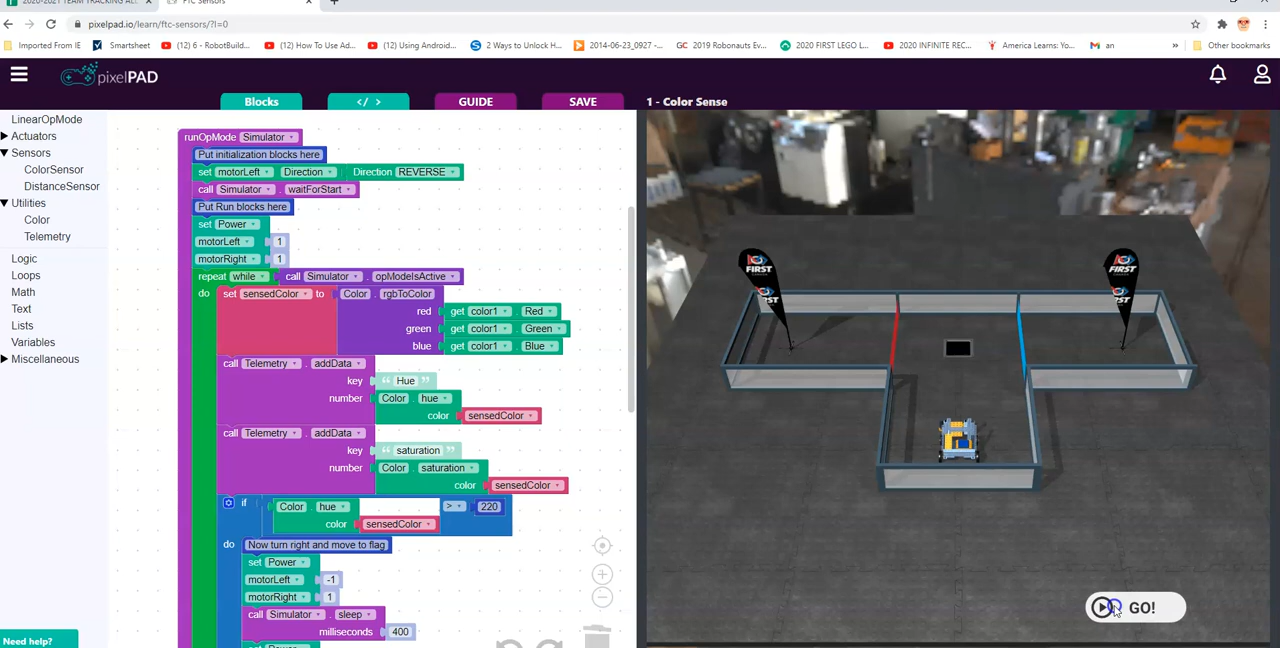 2020-2021 TEAM TRACKING AL...
FTC Sensors
pixelpad.io/learn/ftc-sensors/?l=0
Imported From IE
Smartsheet
(12) 6 - RobotBuild...
(12) How To Use Ad...
(12) Using Android...
2 Ways to Unlock H...
2014-06-23_0927 -...
2019 Robonauts Ev...
2020 FIRST LEGO L...
2020 INFINITE REC...
America Learns: Yo...
an
Other bookmarks
pixelPAD
Blocks
</>
GUIDE
SAVE
1 - Color Sense
LinearOpMode
Actuators
Sensors
ColorSensor
DistanceSensor
Utilities
Color
Telemetry
Logic
Loops
Math
Text
Lists
Variables
Miscellaneous
Need help?
runOpMode Simulator
Put initialization blocks here
set motorLeft . Direction Direction REVERSE
call Simulator . waitForStart
Put Run blocks here
set Power
motorLeft 1
motorRight 1
repeat while call Simulator . opModeIsActive
do set sensedColor to Color . rgbToColor
red get color1 . Red
green get color1 . Green
blue get color1 . Blue
call Telemetry . addData
key “ Hue ”
number Color . hue
color sensedColor
call Telemetry . addData
key “ saturation ”
number Color . saturation
color sensedColor
if Color . hue > 220
color sensedColor
do Now turn right and move to flag
set Power
motorLeft -1
motorRight 1
call Simulator . sleep
milliseconds 400
set Power
FIRST
FIRST
GO!